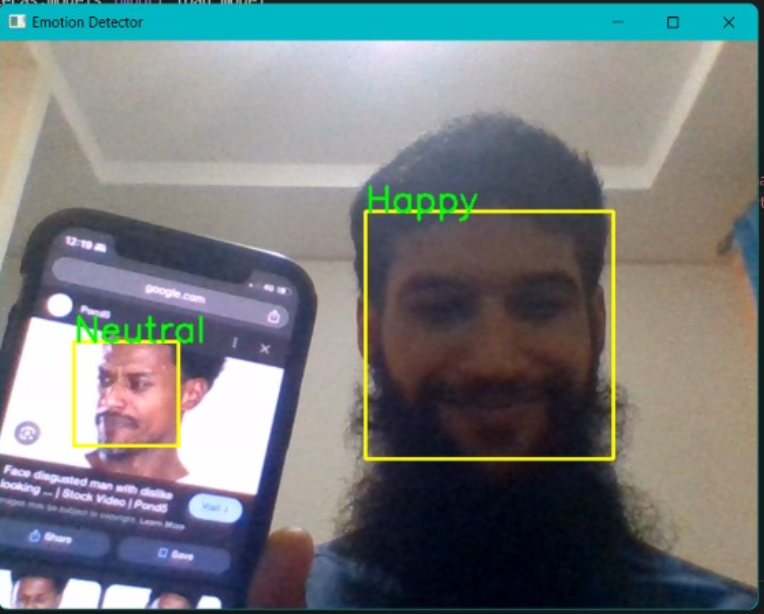 Emotion Detector
Happy
12:19
4G
google.com
Pond5
Neutral
Face disgusted man with dislike
looking ... | Stock Video | Pond5
Images may be subject to copyright. Learn More
Visit
Share
Save